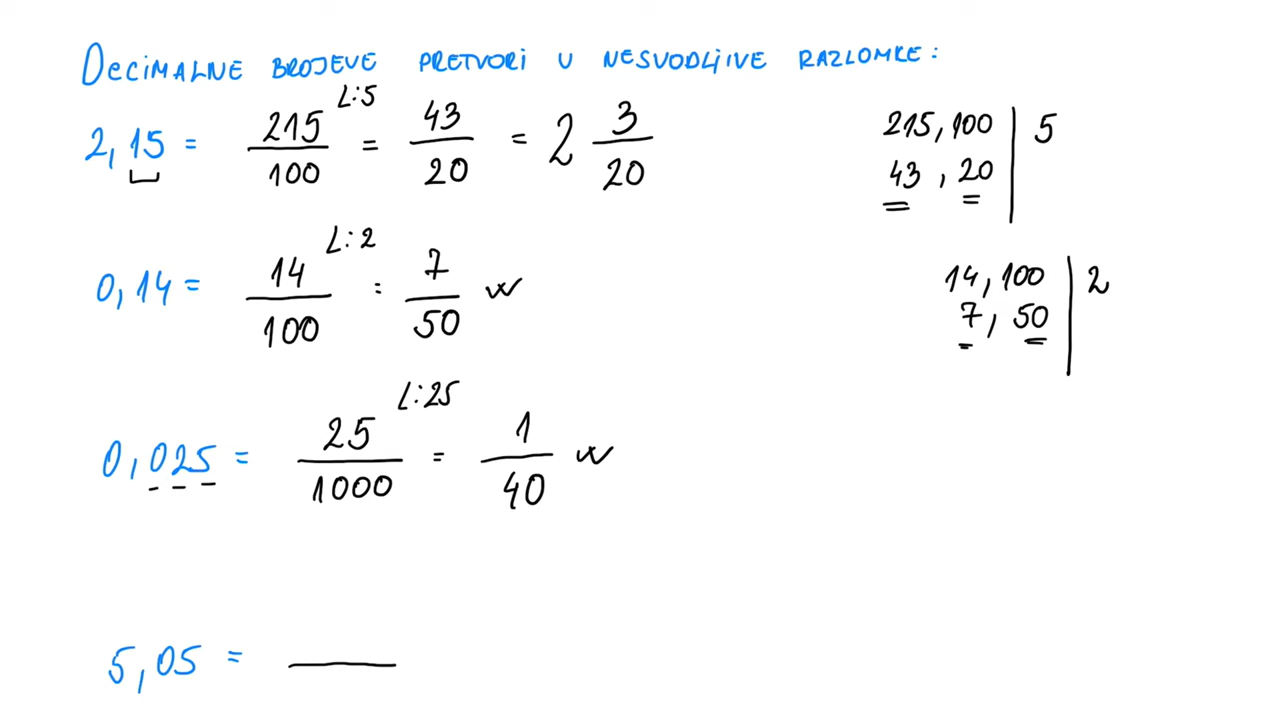 DECIMALNE BROJEVE PRETVORI U NESVODLJIVE RAZLOMKE:
2,15 = 215/100 L:5 = 43/20 = 2 3/20
215, 100 | 5
43, 20
0,14 = 14/100 L:2 = 7/50
14, 100 | 2
7, 50
0,025 = 25/1000 L:25 = 1/40
5,05 =